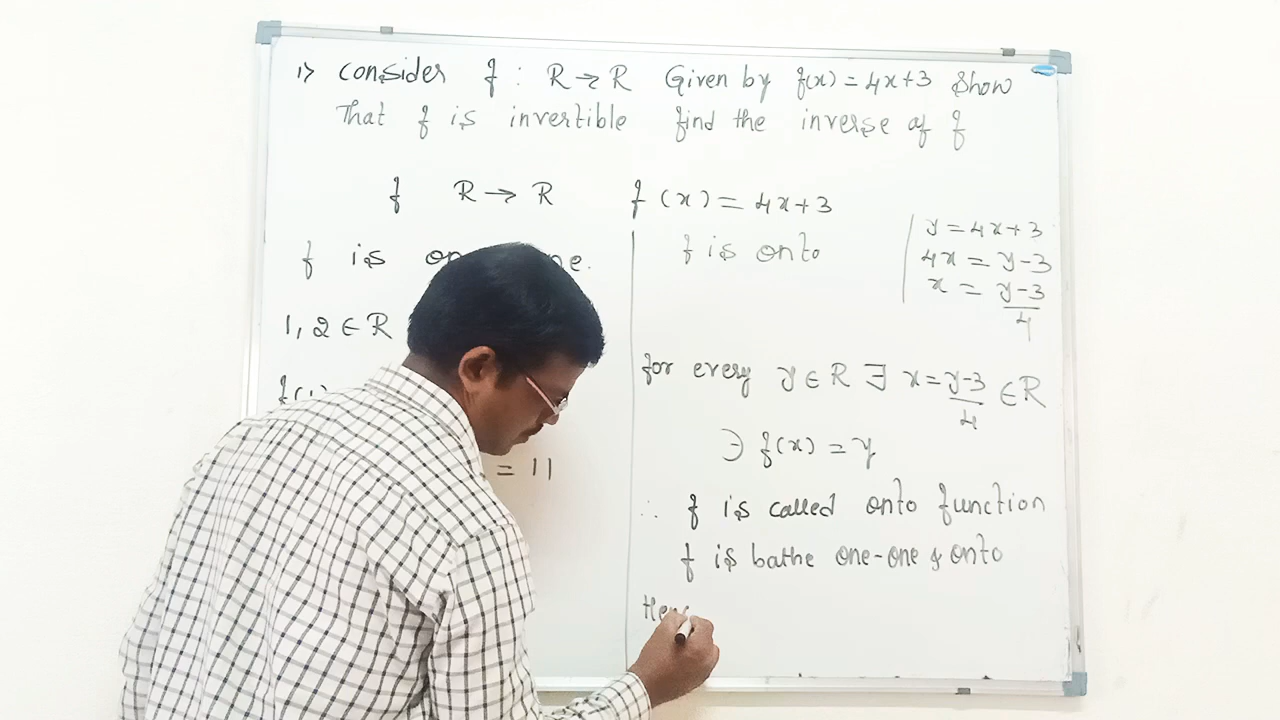 1) Consider f : R → R Given by f(x) = 4x+3 Show
That f is invertible find the inverse of f
f R → R f(x) = 4x+3
f is
1, 2 ∈ R
= 11
f is onto
y = 4x+3
4x = y-3
x = y-3/4
for every y ∈ R ∃ x = y-3/4 ∈ R
∋ f(x) = y
∴ f is called onto function
f is bathe one-one & onto